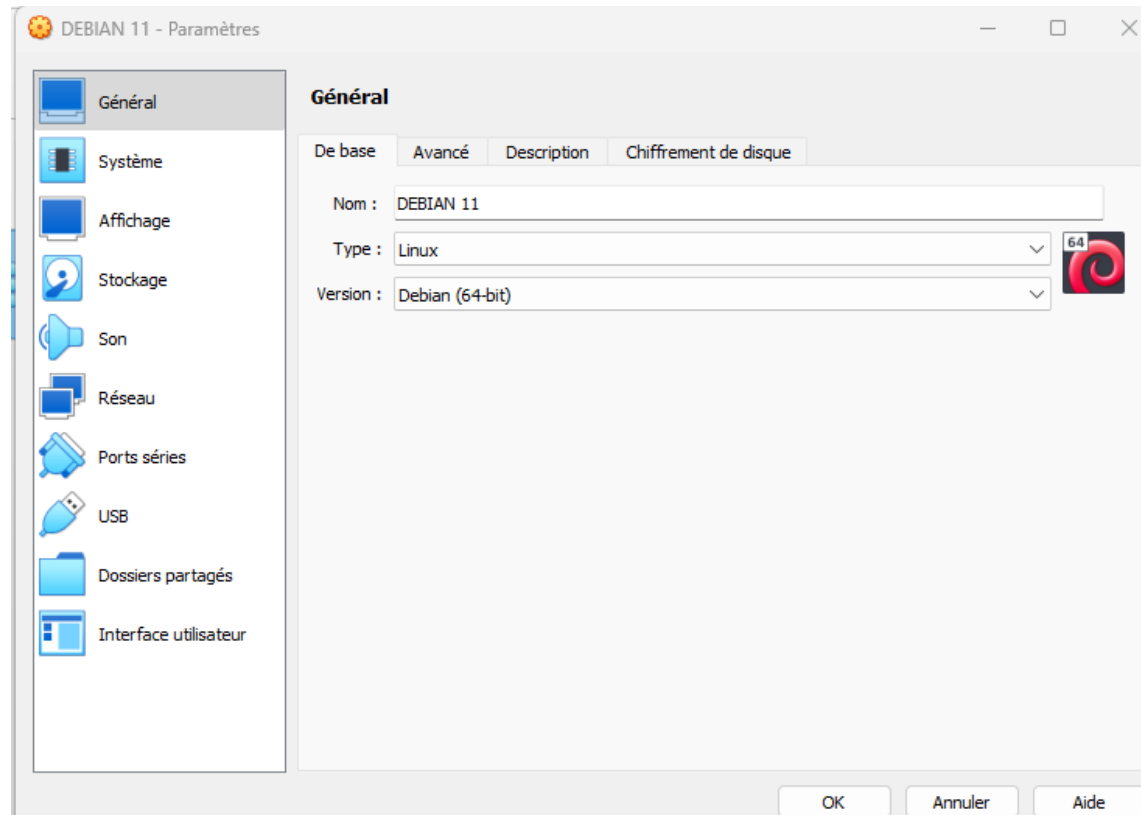 DEBIAN 11 - Paramètres
Général
Système
Affichage
Stockage
Son
Réseau
Ports séries
USB
Dossiers partagés
Interface utilisateur
Général
De base Avancé Description Chiffrement de disque
Nom : DEBIAN 11
Type : Linux
64
Version : Debian (64-bit)
OK Annuler Aide